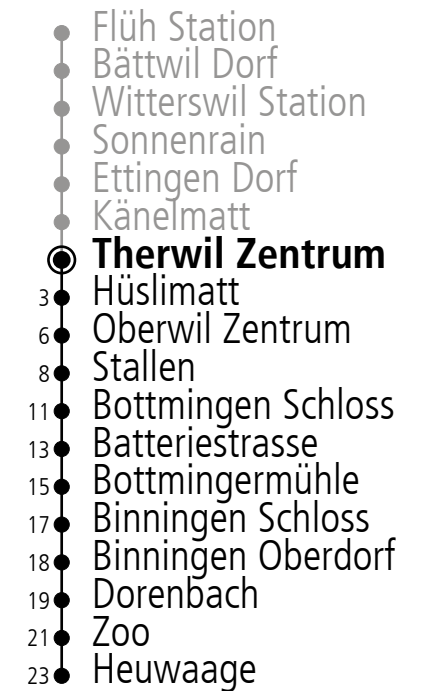 Flüh Station
Bättwil Dorf
Witterswil Station
Sonnenrain
Ettingen Dorf
Känelmatt
Therwil Zentrum
3 Hüslimatt
6 Oberwil Zentrum
8 Stallen
11 Bottmingen Schloss
13 Batteriestrasse
15 Bottmingermühle
17 Binningen Schloss
18 Binningen Oberdorf
19 Dorenbach
21 Zoo
23 Heuwaage